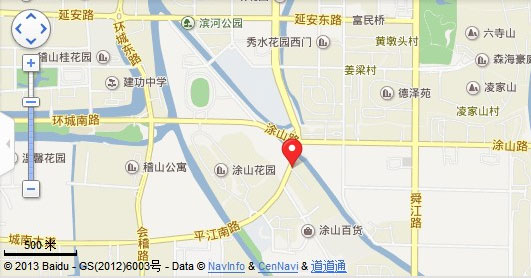 延安路
滨河公园
延安东路
富民桥
六寺山
环城东路
秀水花园西门
黄墩头村
稽山桂花园
森海豪庭
姜梁村
建功中学
德泽苑
凌家山
凌家山村
环城南路
涂山路
温馨花园
涂山路
稽山公寓
涂山花园
舜江路
会稽路
平江南路
涂山百货
城南大道
500 米
© 2013 Baidu - GS(2012)6003号 - Data © NavInfo & CenNavi & 道道通